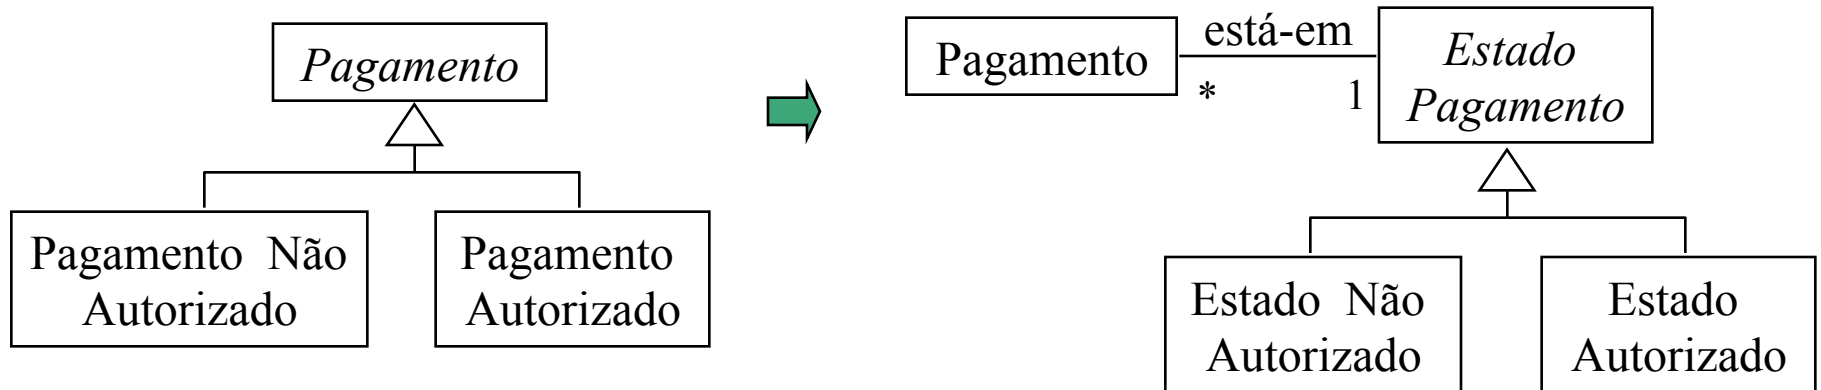 Pagamento
Pagamento Não
Autorizado
Pagamento
Autorizado
Pagamento
está-em
*
1
Estado
Pagamento
Estado Não
Autorizado
Estado
Autorizado